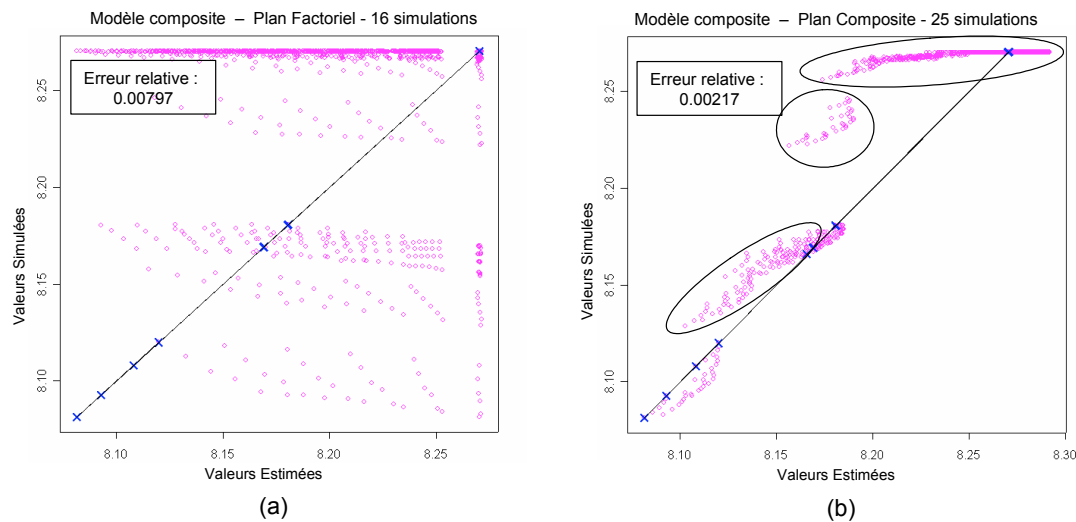 Modèle composite – Plan Factoriel - 16 simulations
Erreur relative :
0.00797
Valeurs Simulées
8.25
8.20
8.15
8.10
8.10 8.15 8.20 8.25
Valeurs Estimées
(a)
Modèle composite – Plan Composite - 25 simulations
Erreur relative :
0.00217
Valeurs Simulées
8.25
8.20
8.15
8.10
8.10 8.15 8.20 8.25 8.30
Valeurs Estimées
(b)